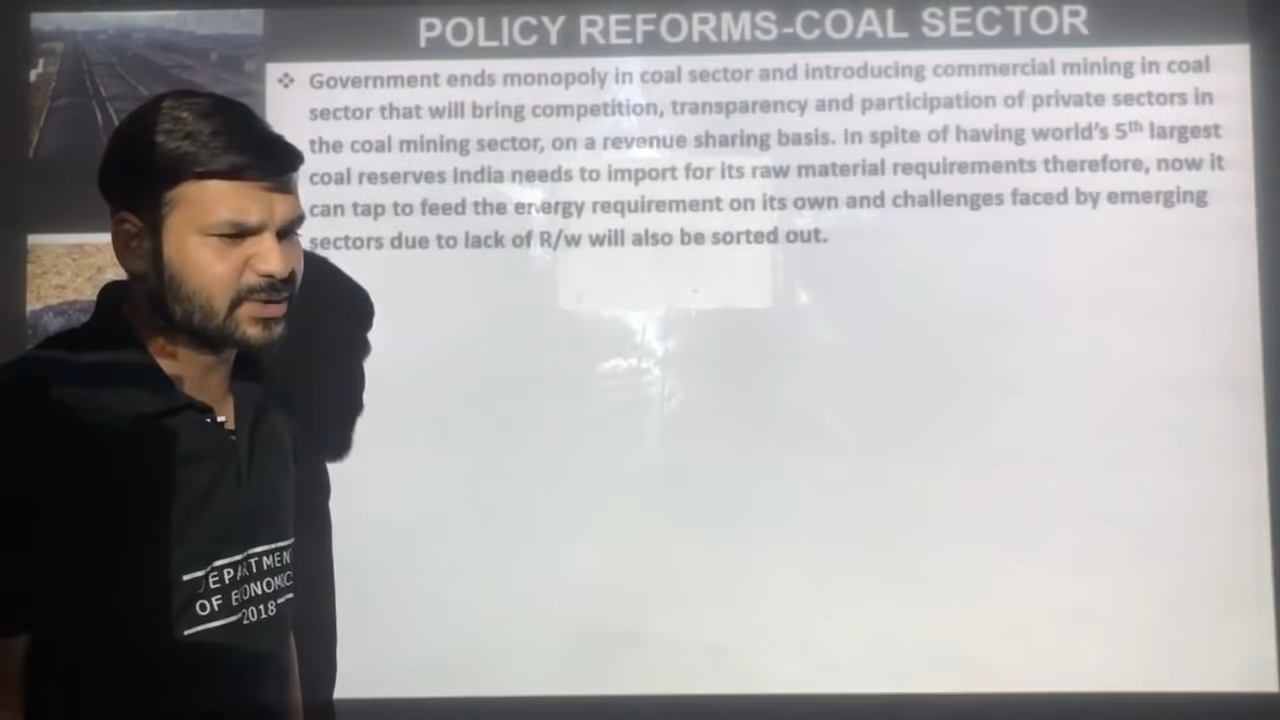 POLICY REFORMS-COAL SECTOR
❖ Government ends monopoly in coal sector and introducing commercial mining in coal
sector that will bring competition, transparency and participation of private sectors in
the coal mining sector, on a revenue sharing basis. In spite of having world's 5th largest
coal reserves India needs to import for its raw material requirements therefore, now it
can tap to feed the energy requirement on its own and challenges faced by emerging
sectors due to lack of R/w will also be sorted out.
DEPARTMEN
OF ECONOMIC
2018